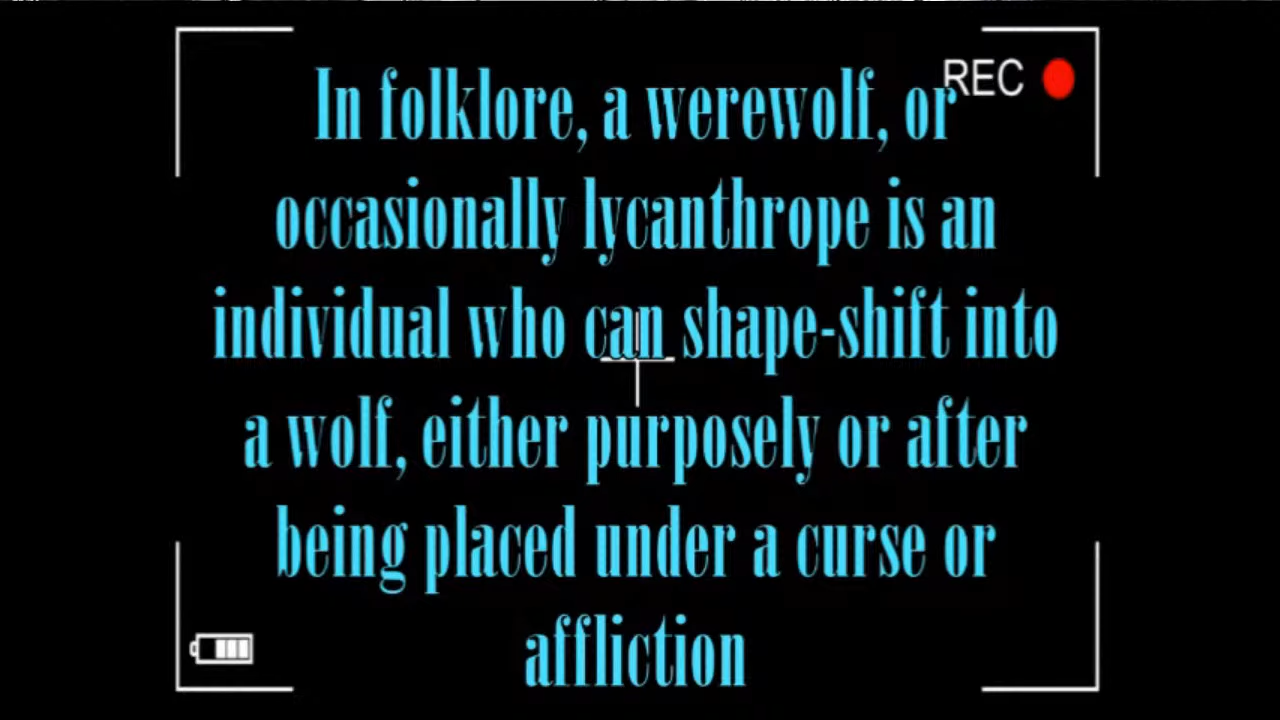 REC
In folklore, a werewolf, or
occasionally lycanthrope is an
individual who can shape-shift into
a wolf, either purposely or after
being placed under a curse or
affliction